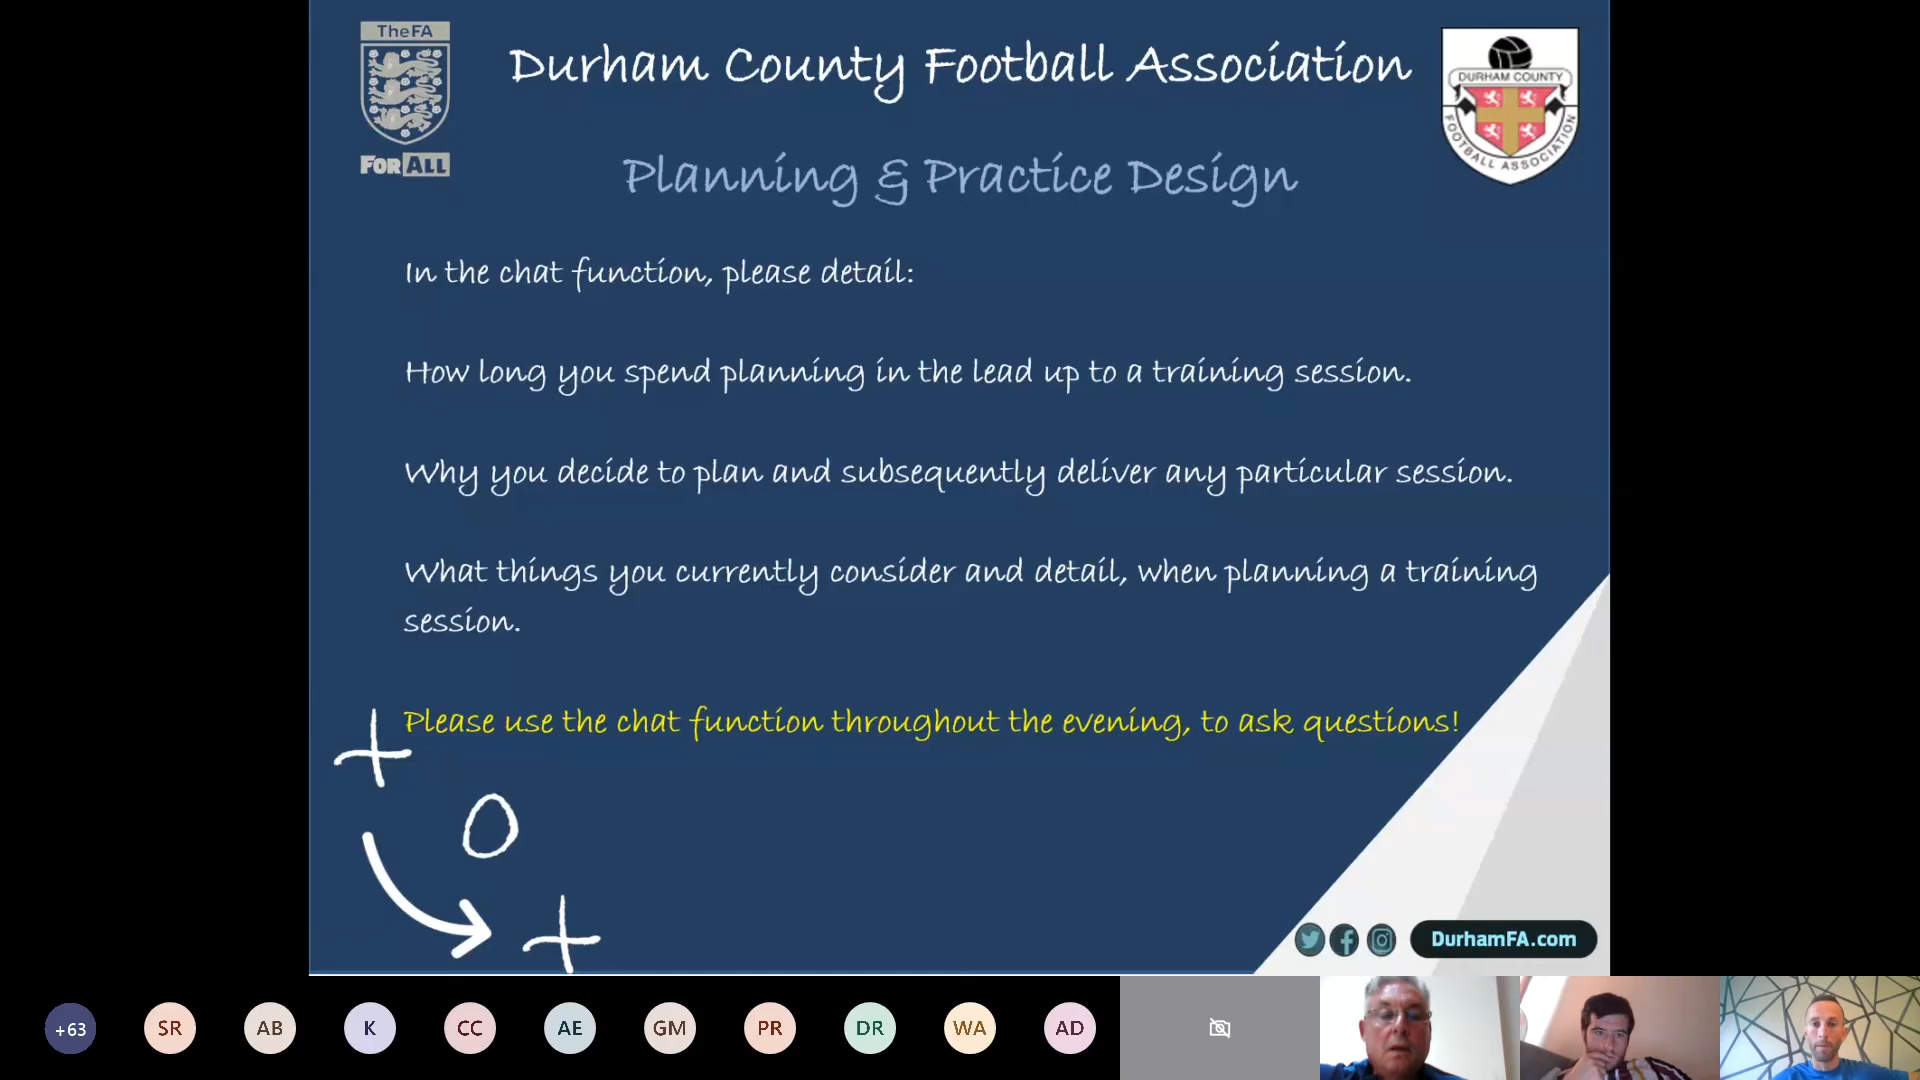 TheFA
FOR ALL
Durham County Football Association
DURHAM COUNTY
FOOTBALL ASSOCIATION
Planning & Practice Design
In the chat function, please detail:
How long you spend planning in the lead up to a training session.
Why you decide to plan and subsequently deliver any particular session.
What things you currently consider and detail, when planning a training
session.
Please use the chat function throughout the evening, to ask questions!
DurhamFA.com
+63
SR
AB
K
CC
AE
GM
PR
DR
WA
AD